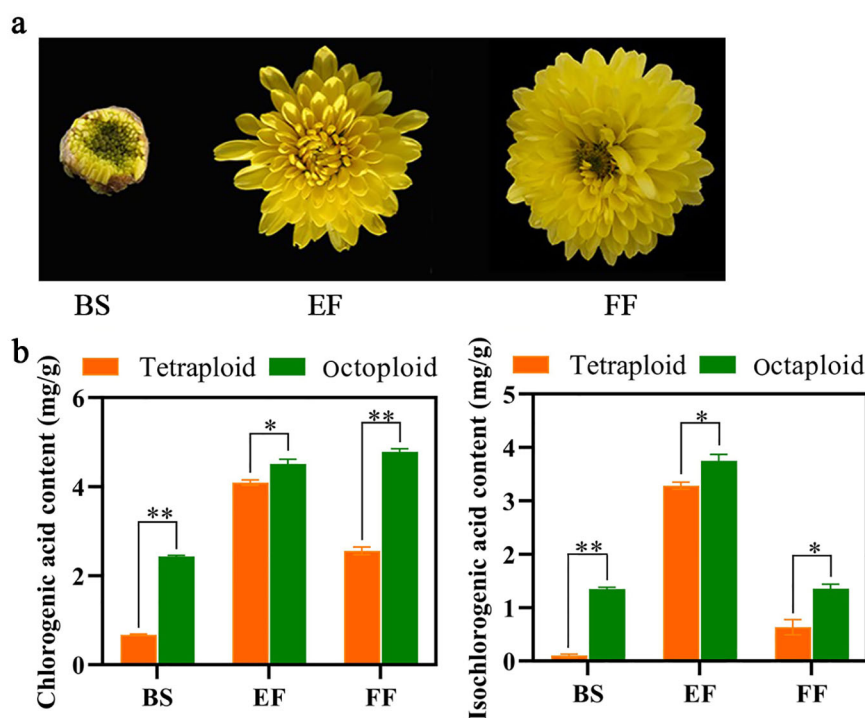 a
BS EF FF
b
Tetraploid Octoploid
Chlorogenic acid content (mg/g)
6
4
2
0
** * **
BS EF FF
Tetraploid Octaploid
Isochlorogenic acid content (mg/g)
5
4
3
2
1
0
** * *
BS EF FF